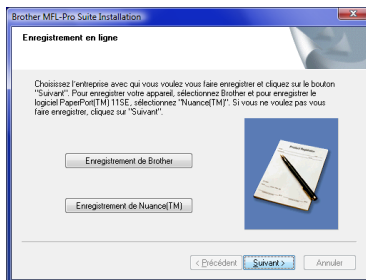 Brother MFL-Pro Suite Installation
Enregistrement en ligne
Choisissez l'entreprise avec qui vous voulez vous faire enregistrer et cliquez sur le bouton
"Suivant". Pour enregistrer votre appareil, sélectionnez Brother et pour enregistrer le
logiciel PaperPort(TM) 11SE, sélectionnez "Nuance(TM)". Si vous ne voulez pas vous
faire enregistrer, cliquez sur "Suivant".
Enregistrement de Brother
Product Registration
Enregistrement de Nuance(TM)
< Précédent
Suivant >
Annuler